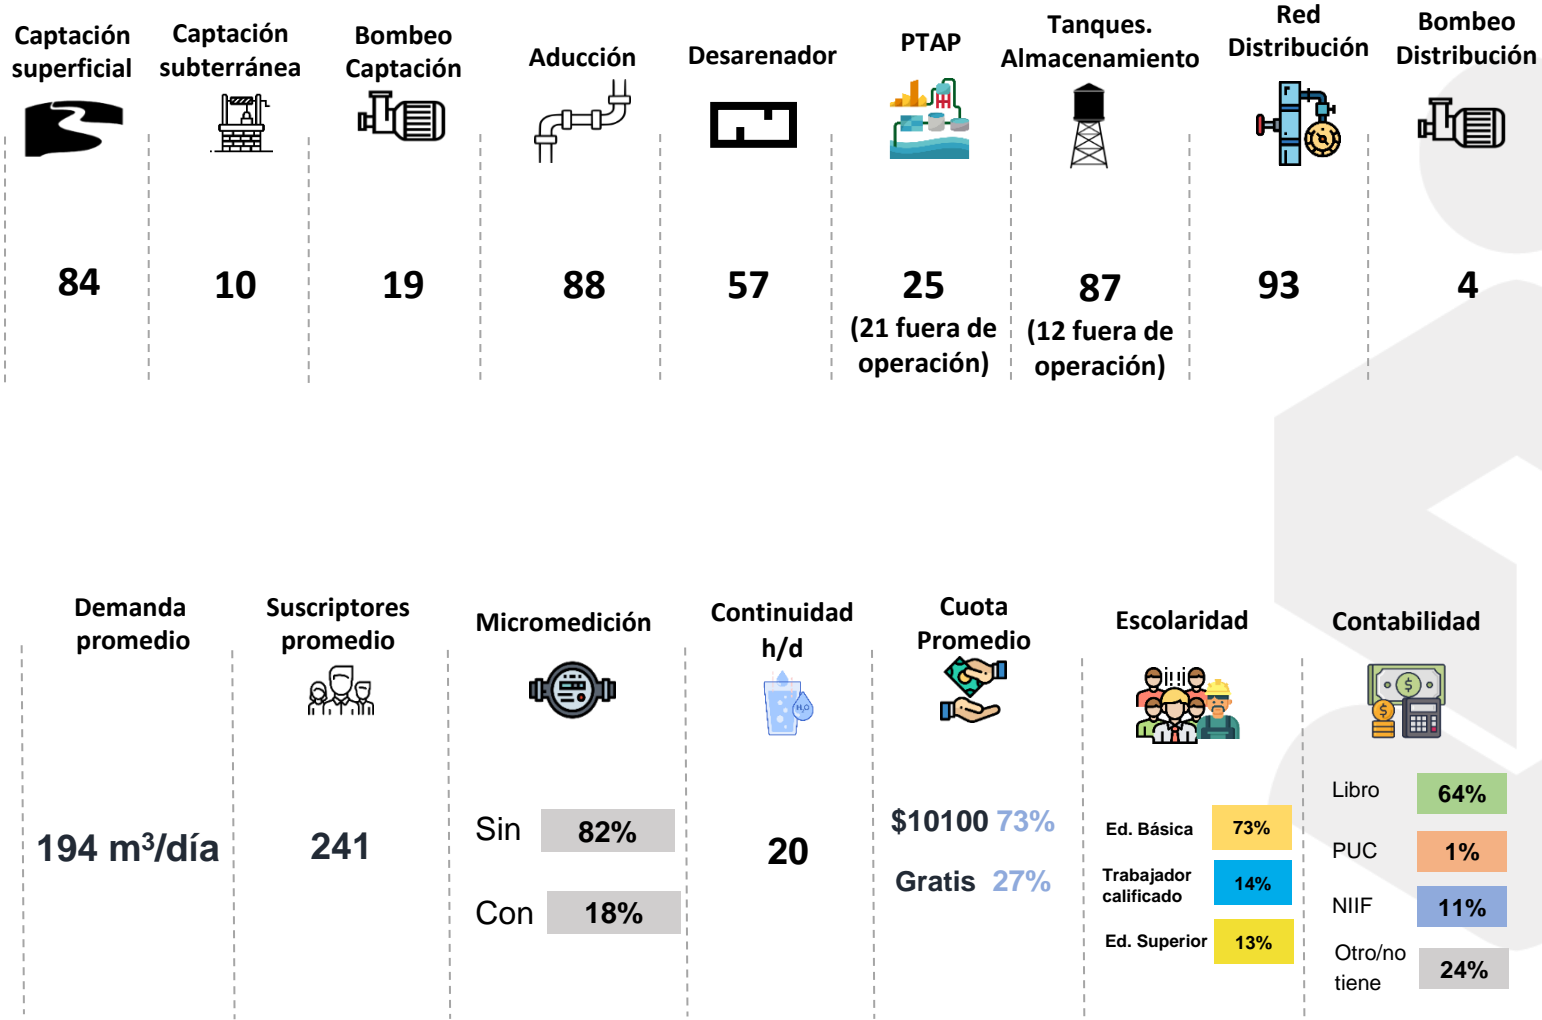 Captación
superficial
Captación
subterránea
Bombeo
Captación
Aducción
Desarenador
PTAP
Tanques.
Almacenamiento
Red
Distribución
Bombeo
Distribución
84
10
19
88
57
25
(21 fuera de
operación)
87
(12 fuera de
operación)
93
4
Demanda
promedio
Suscriptores
promedio
Micromedición
Continuidad
h/d
Cuota
Promedio
Escolaridad
Contabilidad
H₂O
194 m³/día
241
Sin 82%
Con 18%
20
$10100 73%
Gratis 27%
Ed. Básica 73%
Trabajador
calificado 14%
Ed. Superior 13%
Libro 64%
PUC 1%
NIIF 11%
Otro/no
tiene 24%